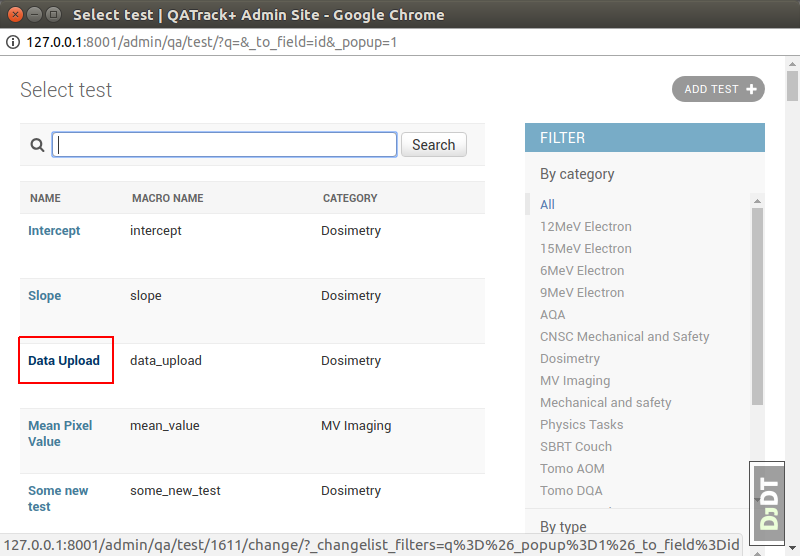 Select test | QATrack+ Admin Site - Google Chrome
127.0.0.1:8001/admin/qa/test/?q=&_to_field=id&_popup=1
Select test
ADD TEST +
Search
NAME MACRO NAME CATEGORY
Intercept intercept Dosimetry
Slope slope Dosimetry
Data Upload data_upload Dosimetry
Mean Pixel
Value mean_value MV Imaging
Some new
test some_new_test Dosimetry
FILTER
By category
All
12MeV Electron
15MeV Electron
6MeV Electron
9MeV Electron
AQA
CNSC Mechanical and Safety
Dosimetry
MV Imaging
Mechanical and safety
Physics Tasks
SBRT Couch
Tomo AOM
Tomo DQA
By type
DJDT
127.0.0.1:8001/admin/qa/test/1611/change/?_changelist_filters=q%3D%26_popup%3D1%26_to_field%3Did